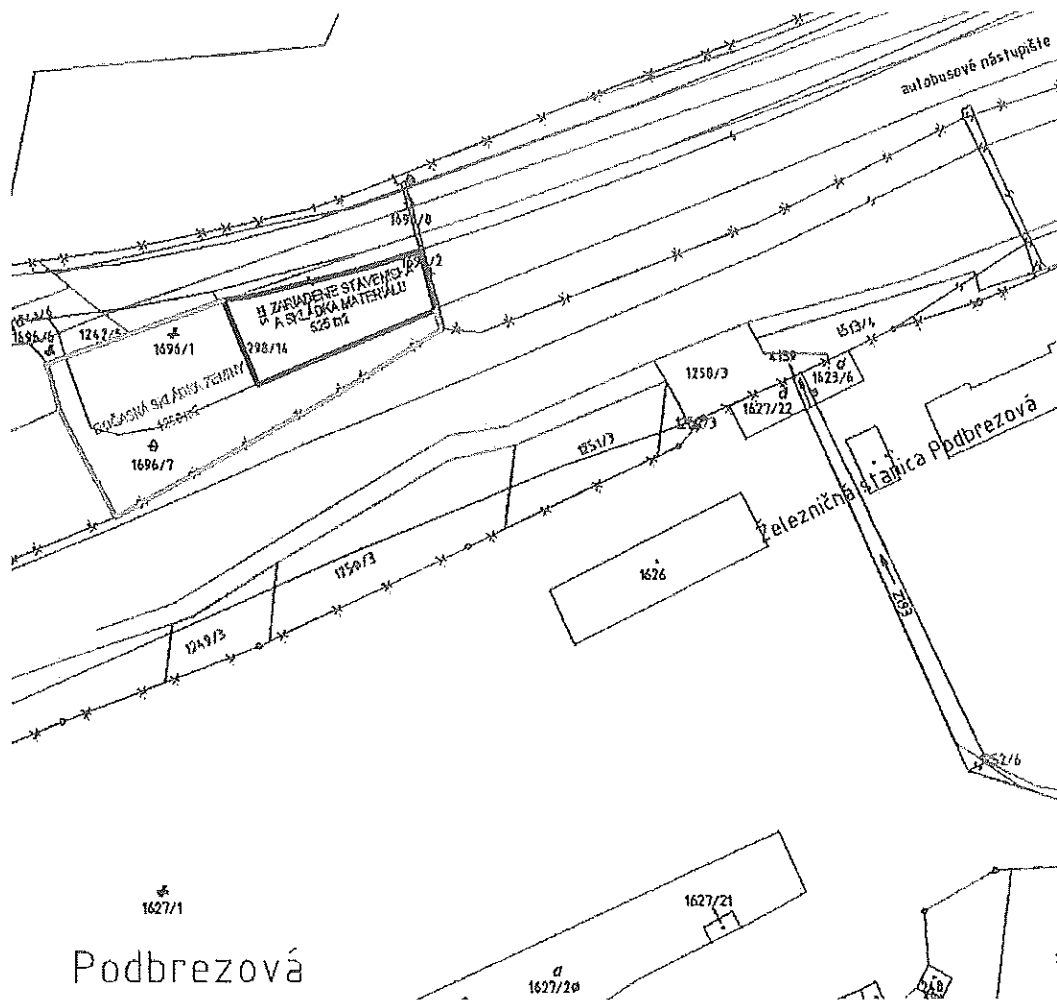 autobusové nástupište
1242/5
1696/1
ZARIADENIE STAVENISKA
A SKLÁDKA MATERIÁLU
525 m2
298/14
DOČASNÁ SKLÁDKA ZEMINY
1696/7
1513/4
4159
1250/3
1623/6
1627/22
1251/3
Železničná stanica Podbrezová
1626
1250/3
1249/3
1627/1
1627/21
Podbrezová
1627/20